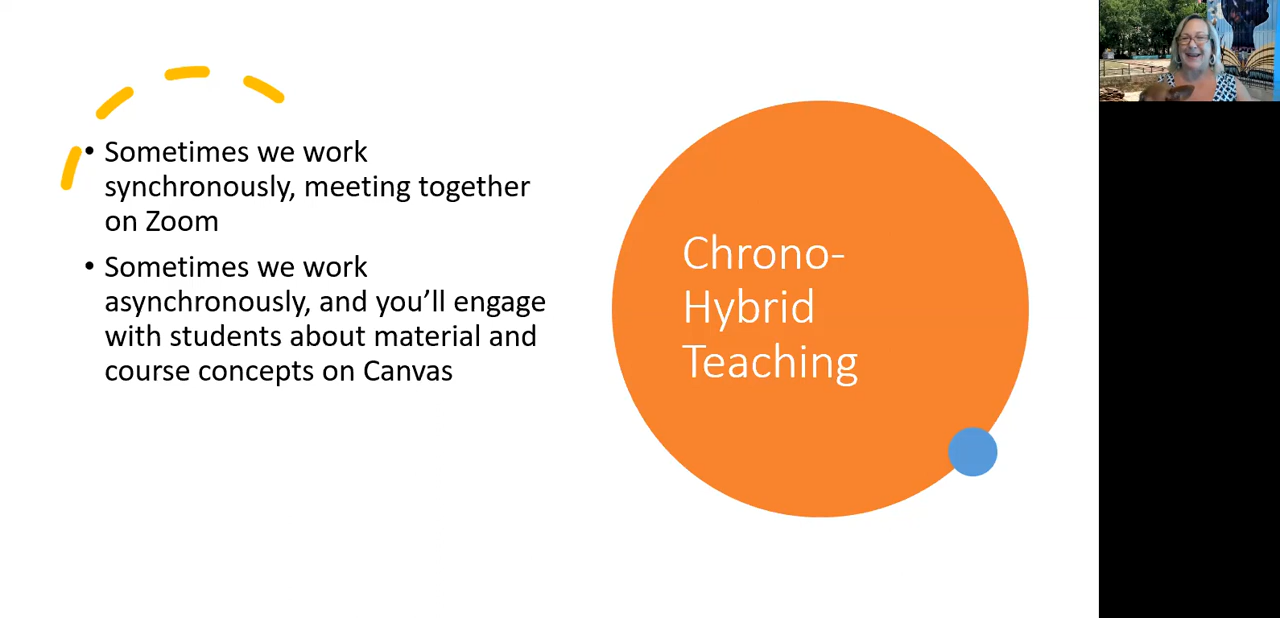 • Sometimes we work
synchronously, meeting together
on Zoom
• Sometimes we work
asynchronously, and you’ll engage
with students about material and
course concepts on Canvas
Chrono-
Hybrid
Teaching